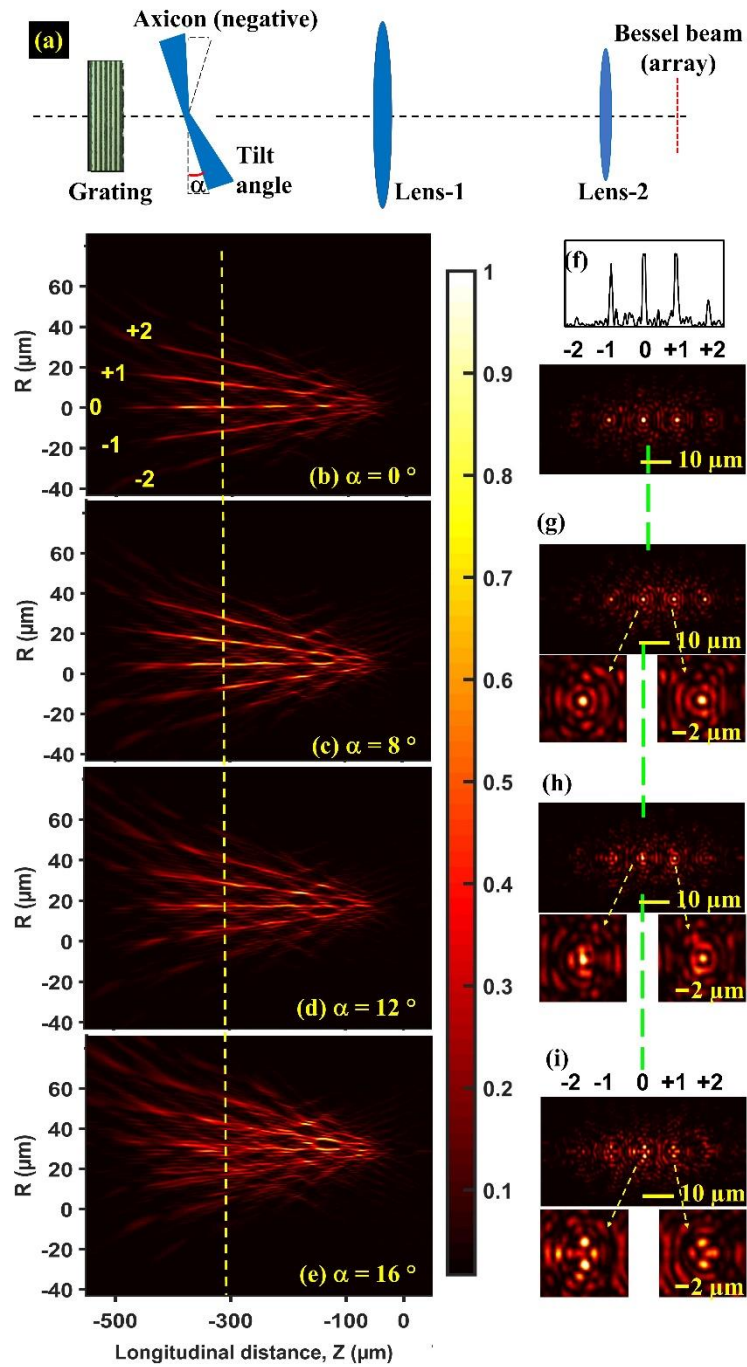 (a)
Axicon (negative)
Bessel beam
(array)
Grating
α
Tilt
angle
Lens-1
Lens-2
R (µm)
60
40
20
0
-20
-40
+2
+1
0
-1
-2
(b) α = 0 °
R (µm)
60
40
20
0
-20
-40
(c) α = 8 °
R (µm)
60
40
20
0
-20
-40
(d) α = 12 °
R (µm)
60
40
20
0
-20
-40
(e) α = 16 °
-500
-300
-100
0
Longitudinal distance, Z (µm)
1
0.9
0.8
0.7
0.6
0.5
0.4
0.3
0.2
0.1
(f)
-2 -1 0 +1 +2
10 µm
(g)
10 µm
2 µm
(h)
10 µm
2 µm
(i)
-2 -1 0 +1 +2
10 µm
2 µm